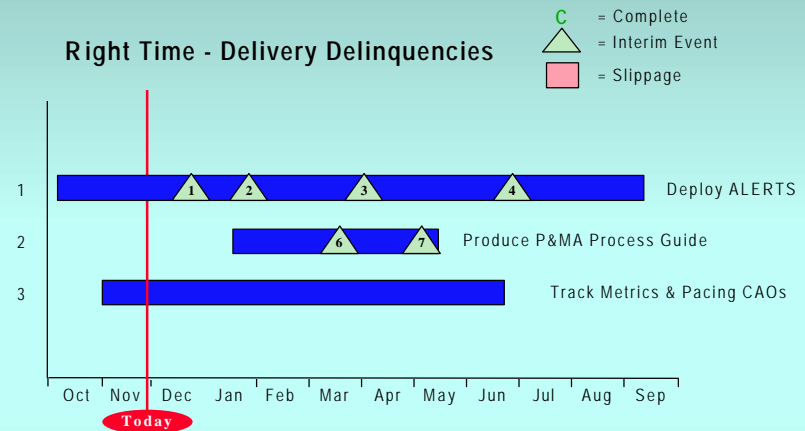 C = Complete
= Interim Event
= Slippage
Right Time - Delivery Delinquencies
1 1 2 3 4 Deploy ALERTS
2 6 7 Produce P&MA Process Guide
3 Track Metrics & Pacing CAOs
Oct Nov Dec Jan Feb Mar Apr May Jun Jul Aug Sep
Today